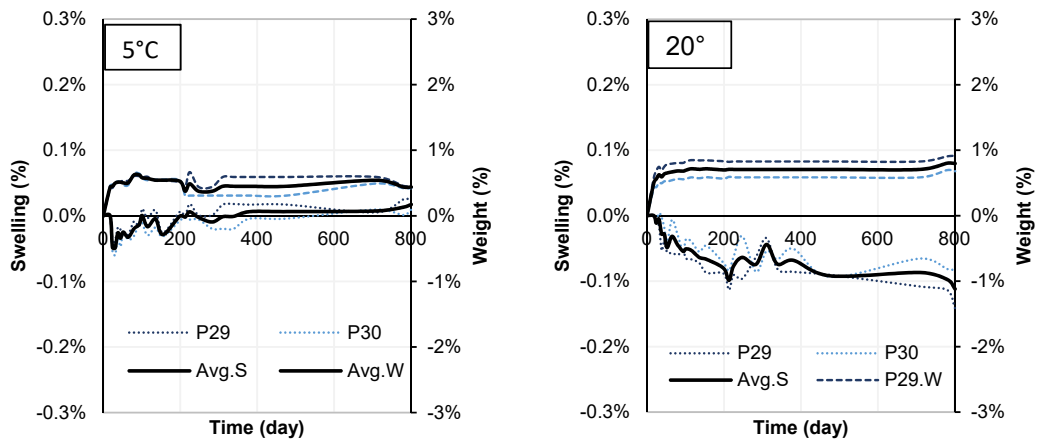 0.3%
0.2%
0.1%
0.0%
-0.1%
-0.2%
-0.3%
Swelling (%)
5°C
3%
2%
1%
0%
-1%
-2%
-3%
Weight (%)
0
200
400
600
800
P29
P30
Avg.S
Avg.W
Time (day)
0.3%
0.2%
0.1%
0.0%
-0.1%
-0.2%
-0.3%
Swelling (%)
20°
3%
2%
1%
0%
-1%
-2%
-3%
Weight (%)
0
200
400
600
800
P29
P30
Avg.S
P29.W
Time (day)